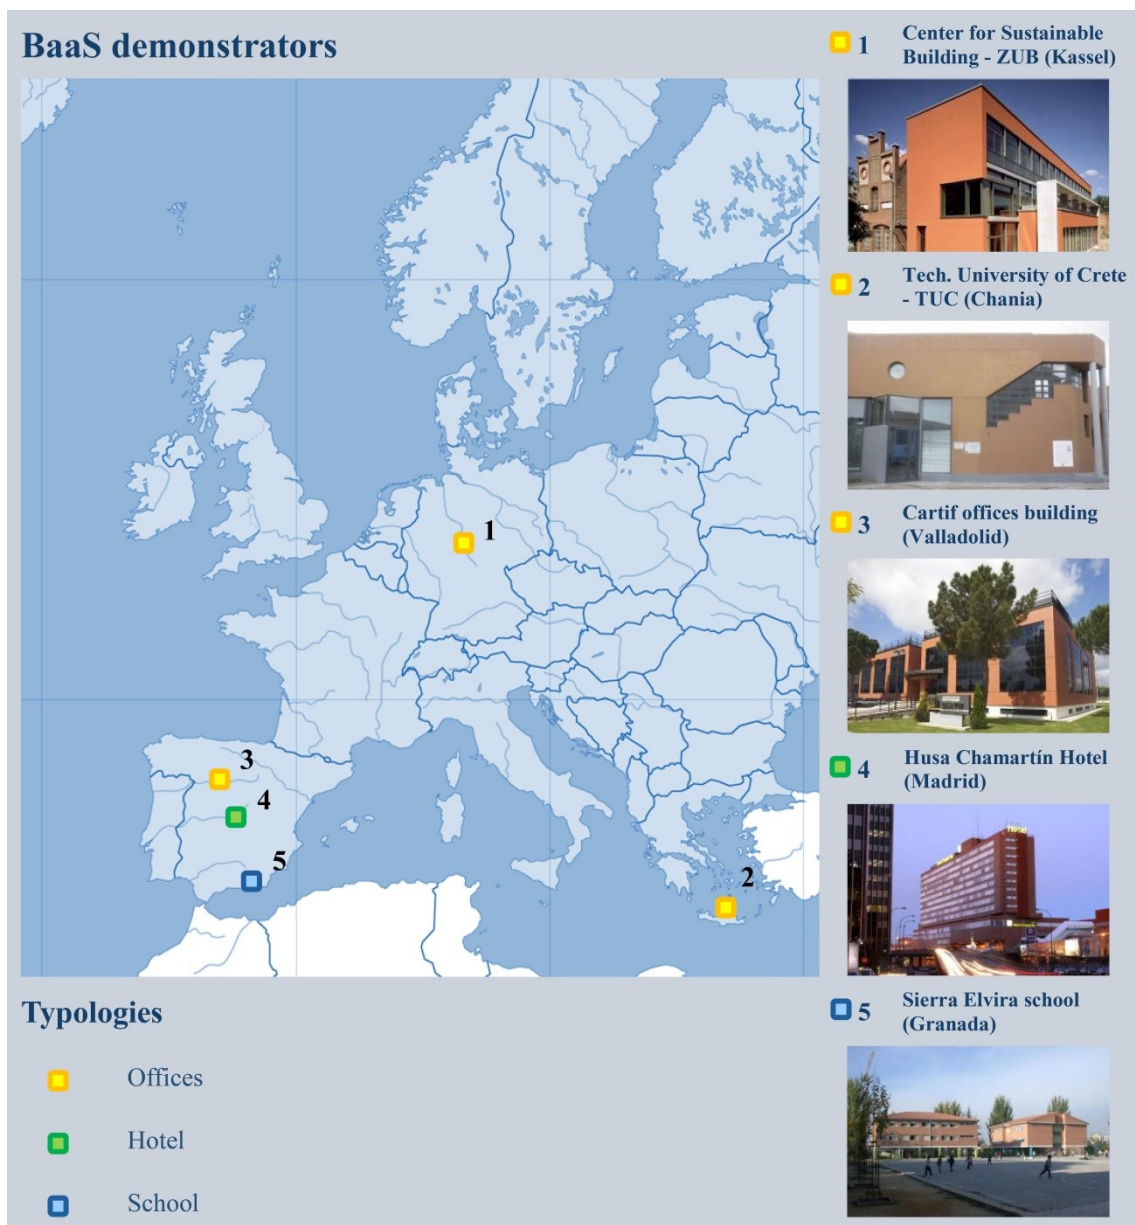 BaaS demonstrators
1
Center for Sustainable
Building - ZUB (Kassel)
2
Tech. University of Crete
- TUC (Chania)
3
Cartif offices building
(Valladolid)
4
Husa Chamartín Hotel
(Madrid)
5
Sierra Elvira school
(Granada)
1
3
4
5
2
Typologies
Offices
Hotel
School